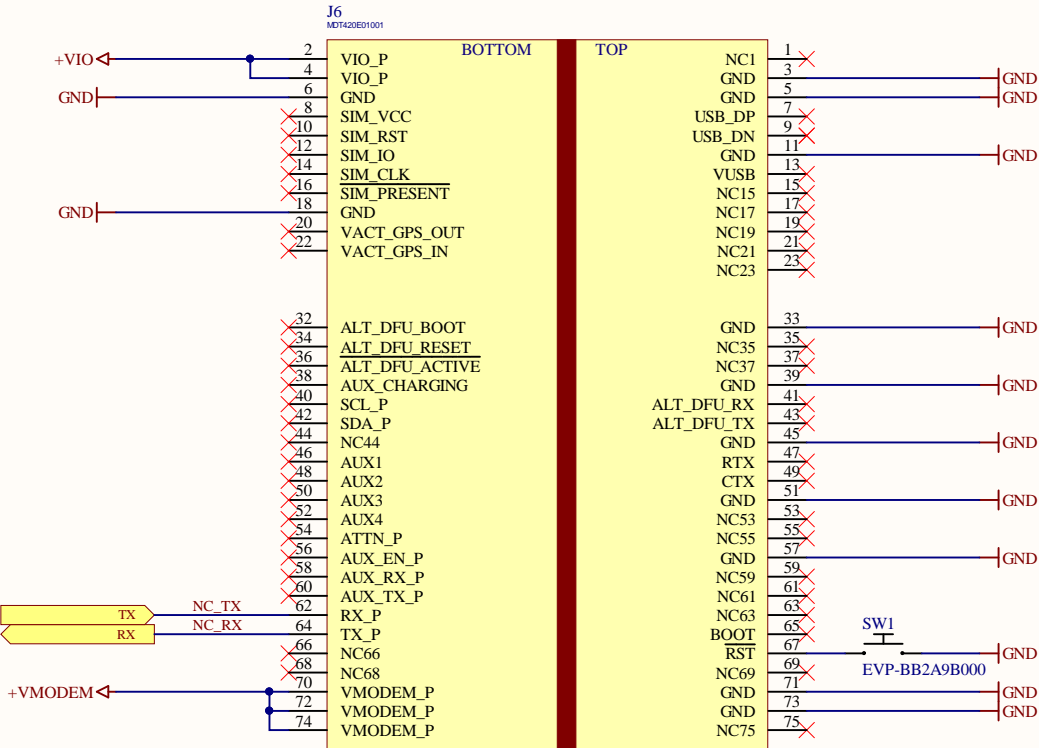 J6
MDT420E01001
BOTTOM TOP
+VIO 2 VIO_P NC1 1
4 VIO_P GND 3 GND
GND 6 GND GND 5 GND
8 SIM_VCC USB_DP 7
10 SIM_RST USB_DN 9
12 SIM_IO GND 11 GND
14 SIM_CLK VUSB 13
16 SIM_PRESENT NC15 15
GND 18 GND NC17 17
20 VACT_GPS_OUT NC19 19
22 VACT_GPS_IN NC21 21
NC23 23
32 ALT_DFU_BOOT GND 33 GND
34 ALT_DFU_RESET NC35 35
36 ALT_DFU_ACTIVE NC37 37
38 AUX_CHARGING GND 39 GND
40 SCL_P ALT_DFU_RX 41
42 SDA_P ALT_DFU_TX 43
44 NC44 GND 45 GND
46 AUX1 RTX 47
48 AUX2 CTX 49
50 AUX3 GND 51 GND
52 AUX4 NC53 53
54 ATTN_P NC55 55
56 AUX_EN_P GND 57 GND
58 AUX_RX_P NC59 59
60 AUX_TX_P NC61 61
TX NC_TX 62 RX_P NC63 63
RX NC_RX 64 TX_P BOOT 65 SW1
66 NC66 RST 67 GND
68 NC68 NC69 69 EVP-BB2A9B000
+VMODEM 70 VMODEM_P GND 71 GND
72 VMODEM_P GND 73 GND
74 VMODEM_P NC75 75